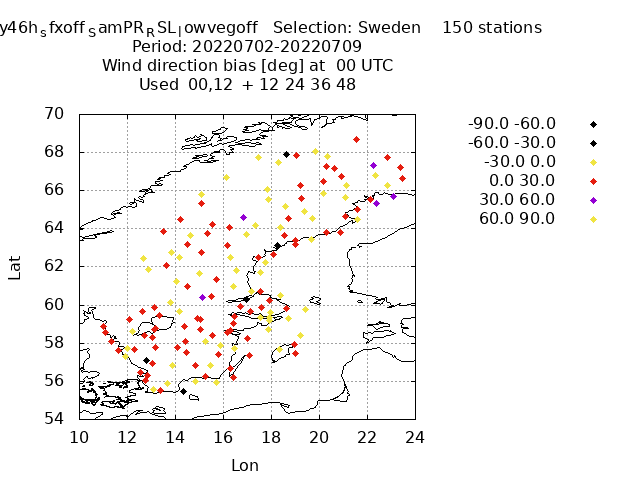 y46hsfxoffSamPRRSLlowvegoff Selection: Sweden 150 stations
Period: 20220702-20220709
Wind direction bias [deg] at 00 UTC
Used 00,12 + 12 24 36 48
-90.0 -60.0
-60.0 -30.0
-30.0 0.0
0.0 30.0
30.0 60.0
60.0 90.0
70
68
66
64
62
60
58
56
54
Lat
10 12 14 16 18 20 22 24
Lon